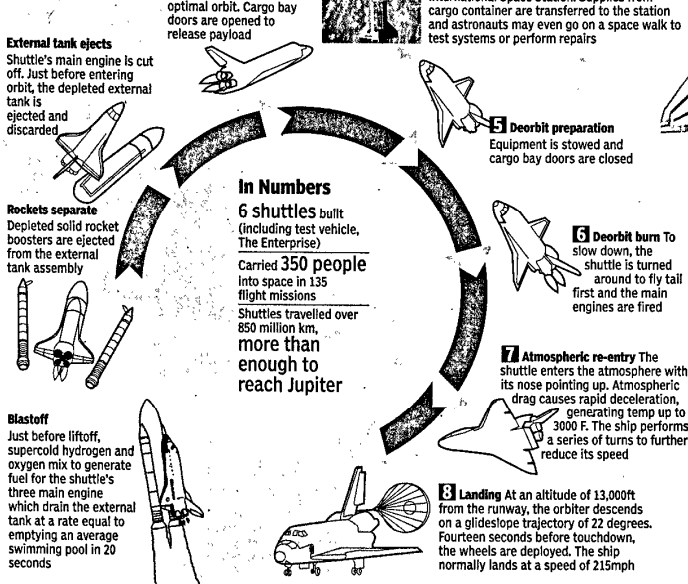 optimal orbit. Cargo bay
doors are opened to
release payload
cargo container are transferred to the station
and astronauts may even go on a space walk to
test systems or perform repairs
External tank ejects
Shuttle's main engine is cut
off. Just before entering
orbit, the depleted external
tank is
ejected and
discarded
5 Deorbit preparation
Equipment is stowed and
cargo bay doors are closed
In Numbers
6 shuttles built
(including test vehicle,
The Enterprise)
Carried 350 people
into space in 135
flight missions
Shuttles travelled over
850 million km,
more than
enough to
reach Jupiter
Rockets separate
Depleted solid rocket
boosters are ejected
from the external
tank assembly
6 Deorbit burn To
slow down, the
shuttle is turned
around to fly tail
first and the main
engines are fired
7 Atmospheric re-entry The
shuttle enters the atmosphere with
its nose pointing up. Atmospheric
drag causes rapid deceleration,
generating temp up to
3000 F. The ship performs
a series of turns to further
reduce its speed
Blastoff
Just before liftoff,
supercold hydrogen and
oxygen mix to generate
fuel for the shuttle's
three main engine
which drain the external
tank at a rate equal to
emptying an average
swimming pool in 20
seconds
8 Landing At an altitude of 13,000ft
from the runway, the orbiter descends
on a glideslope trajectory of 22 degrees.
Fourteen seconds before touchdown,
the wheels are deployed. The ship
normally lands at a speed of 215mph